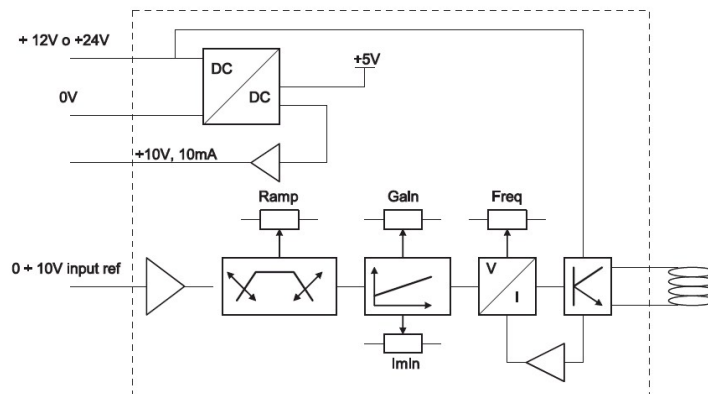 + 12V o +24V
DC
DC
+5V
0V
+10V, 10mA
Ramp
GaIn
Freq
0 ÷ 10V input ref
V
I
ImIn